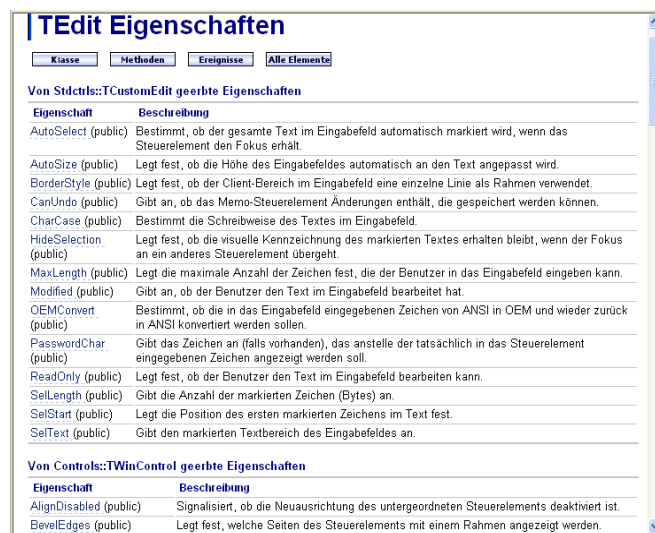 TEdit Eigenschaften
Klasse Methoden Ereignisse Alle Elemente
Von Stdctrls::TCustomEdit geerbte Eigenschaften
Eigenschaft Beschreibung
AutoSelect (public) Bestimmt, ob der gesamte Text im Eingabefeld automatisch markiert wird, wenn das
Steuerelement den Fokus erhält.
AutoSize (public) Legt fest, ob die Höhe des Eingabefeldes automatisch an den Text angepasst wird.
BorderStyle (public) Legt fest, ob der Client-Bereich im Eingabefeld eine einzelne Linie als Rahmen verwendet.
CanUndo (public) Gibt an, ob das Memo-Steuerelement Änderungen enthält, die gespeichert werden können.
CharCase (public) Bestimmt die Schreibweise des Textes im Eingabefeld.
HideSelection Legt fest, ob die visuelle Kennzeichnung des markierten Textes erhalten bleibt, wenn der Fokus
(public) an ein anderes Steuerelement übergeht.
MaxLength (public) Legt die maximale Anzahl der Zeichen fest, die der Benutzer in das Eingabefeld eingeben kann.
Modified (public) Gibt an, ob der Benutzer den Text im Eingabefeld bearbeitet hat.
OEMConvert Bestimmt, ob die in das Eingabefeld eingegebenen Zeichen von ANSI in OEM und wieder zurück
(public) in ANSI konvertiert werden sollen.
PasswordChar Gibt das Zeichen an (falls vorhanden), das anstelle der tatsächlich in das Steuerelement
(public) eingegebenen Zeichen angezeigt werden soll.
ReadOnly (public) Legt fest, ob der Benutzer den Text im Eingabefeld bearbeiten kann.
SelLength (public) Gibt die Anzahl der markierten Zeichen (Bytes) an.
SelStart (public) Legt die Position des ersten markierten Zeichens im Text fest.
SelText (public) Gibt den markierten Textbereich des Eingabefeldes an.
Von Controls::TWinControl geerbte Eigenschaften
Eigenschaft Beschreibung
AlignDisabled (public) Signalisiert, ob die Neuausrichtung des untergeordneten Steuerelements deaktiviert ist.
BevelEdges (public) Legt fest, welche Seiten des Steuerelements mit einem Rahmen angezeigt werden.